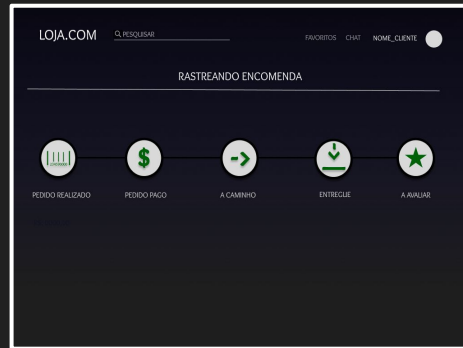 LOJA.COM
PESQUISAR
FAVORITOS CHAT NOME_CLIENTE
RASTREANDO ENCOMENDA
$
PEDIDO REALIZADO
PEDIDO PAGO
A CAMINHO
ENTREGUE
A AVALIAR